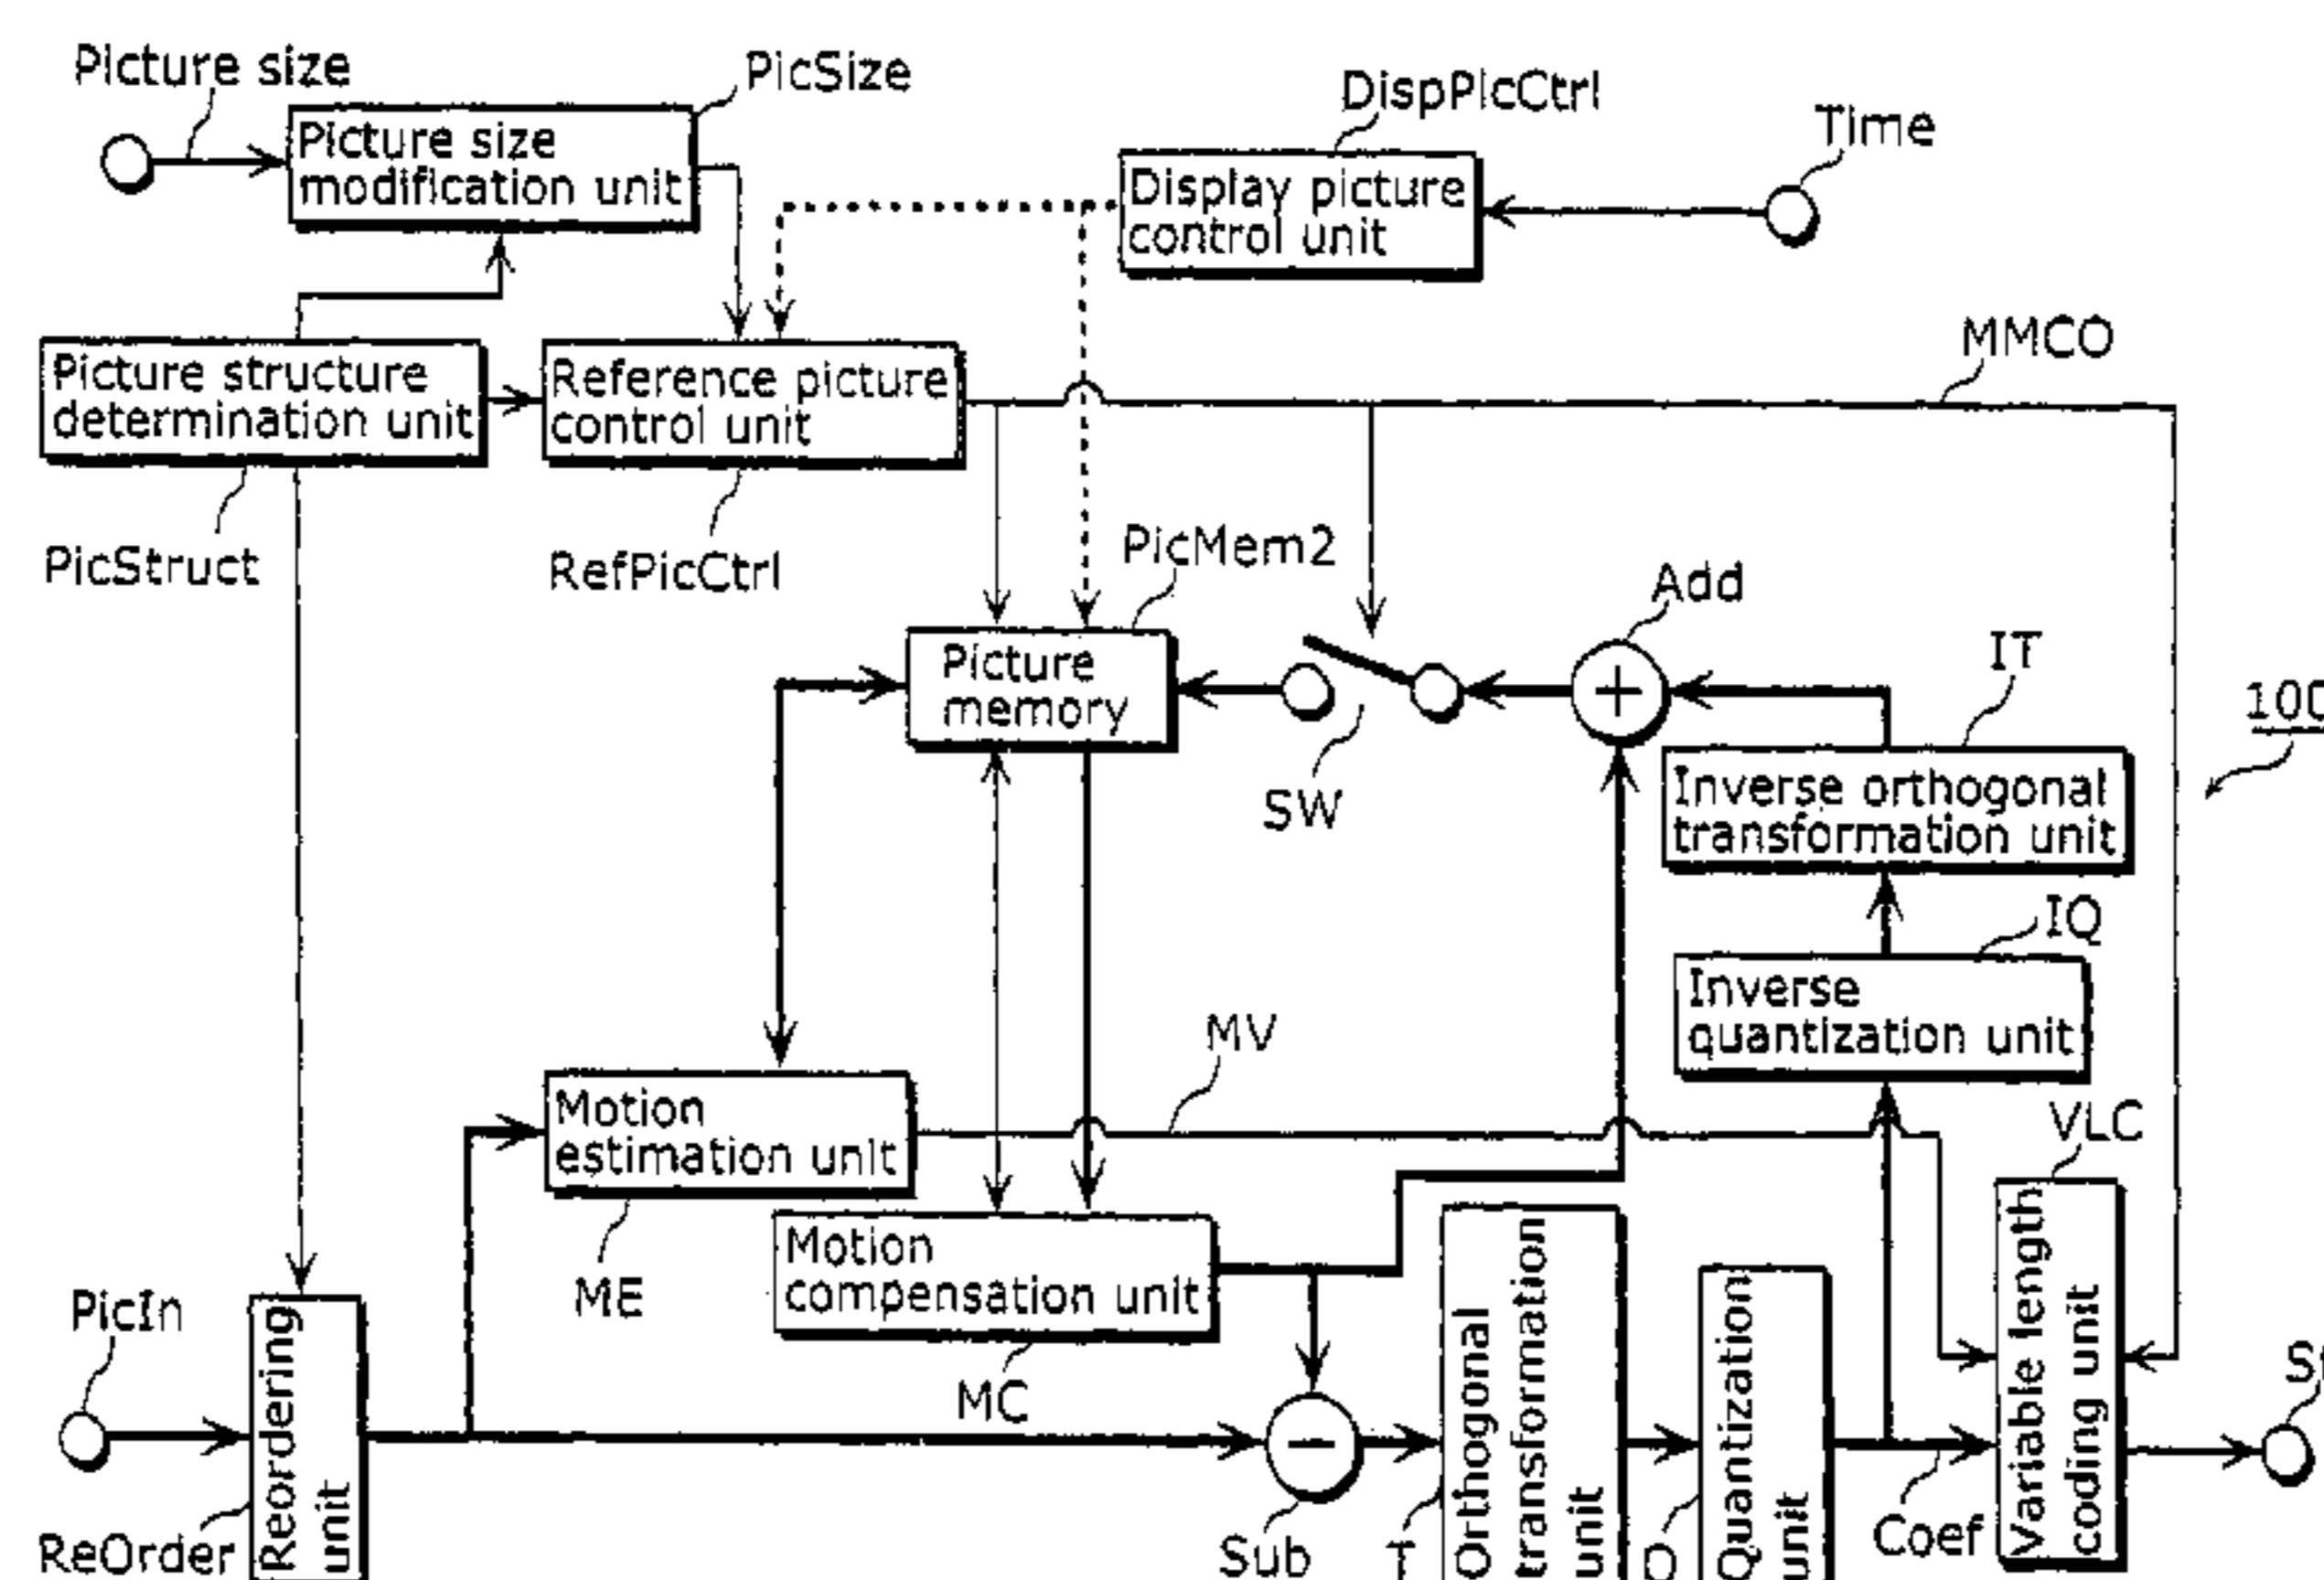 Picture size
PicSize
Picture size
modification unit
DispPicCtrl
Time
Display picture
control unit
MMCO
Picture structure
determination unit
Reference picture
control unit
PicStruct
RefPicCtrl
PicMem2
Add
IT
Picture
memory
SW
Inverse orthogonal
transformation unit
IQ
Inverse
quantization unit
MV
VLC
Motion
estimation unit
ME
Motion
compensation unit
MC
PicIn
Reordering
unit
ReOrder
Sub
T
Orthogonal
transformation
unit
Quantization
unit
Coef
Variable length
coding unit